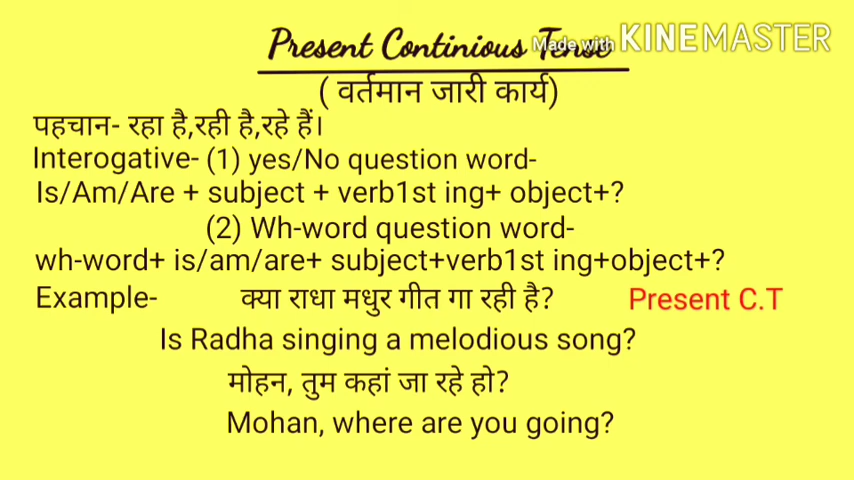 Present Continious Tense
Made with KINEMASTER
( वर्तमान जारी कार्य)
पहचान- रहा है,रही है,रहे हैं।
Interogative- (1) yes/No question word-
Is/Am/Are + subject + verb1st ing+ object+?
(2) Wh-word question word-
wh-word+ is/am/are+ subject+verb1st ing+object+?
Example- क्या राधा मधुर गीत गा रही है? Present C.T
Is Radha singing a melodious song?
मोहन, तुम कहां जा रहे हो?
Mohan, where are you going?